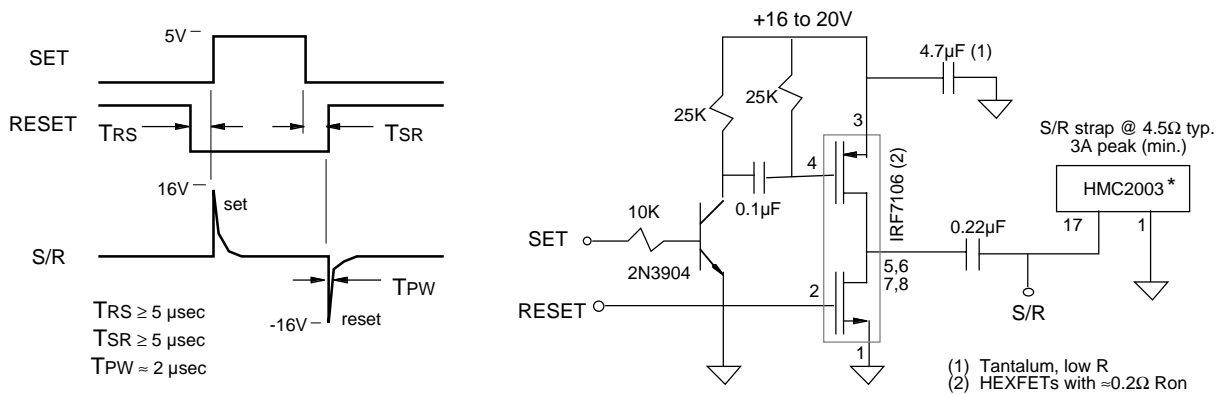 5V
SET
RESET
TRS
TSR
16V
set
S/R
TPW
-16V
reset
TRS ≥ 5 µsec
TSR ≥ 5 µsec
TPW ≈ 2 µsec
+16 to 20V
4.7µF (1)
25K
25K
3
4
0.1µF
IRF7106 (2)
S/R strap @ 4.5Ω typ.
3A peak (min.)
HMC2003*
17
1
10K
SET
2N3904
0.22µF
5,6
7,8
2
RESET
S/R
1
(1) Tantalum, low R
(2) HEXFETs with ≈0.2Ω Ron